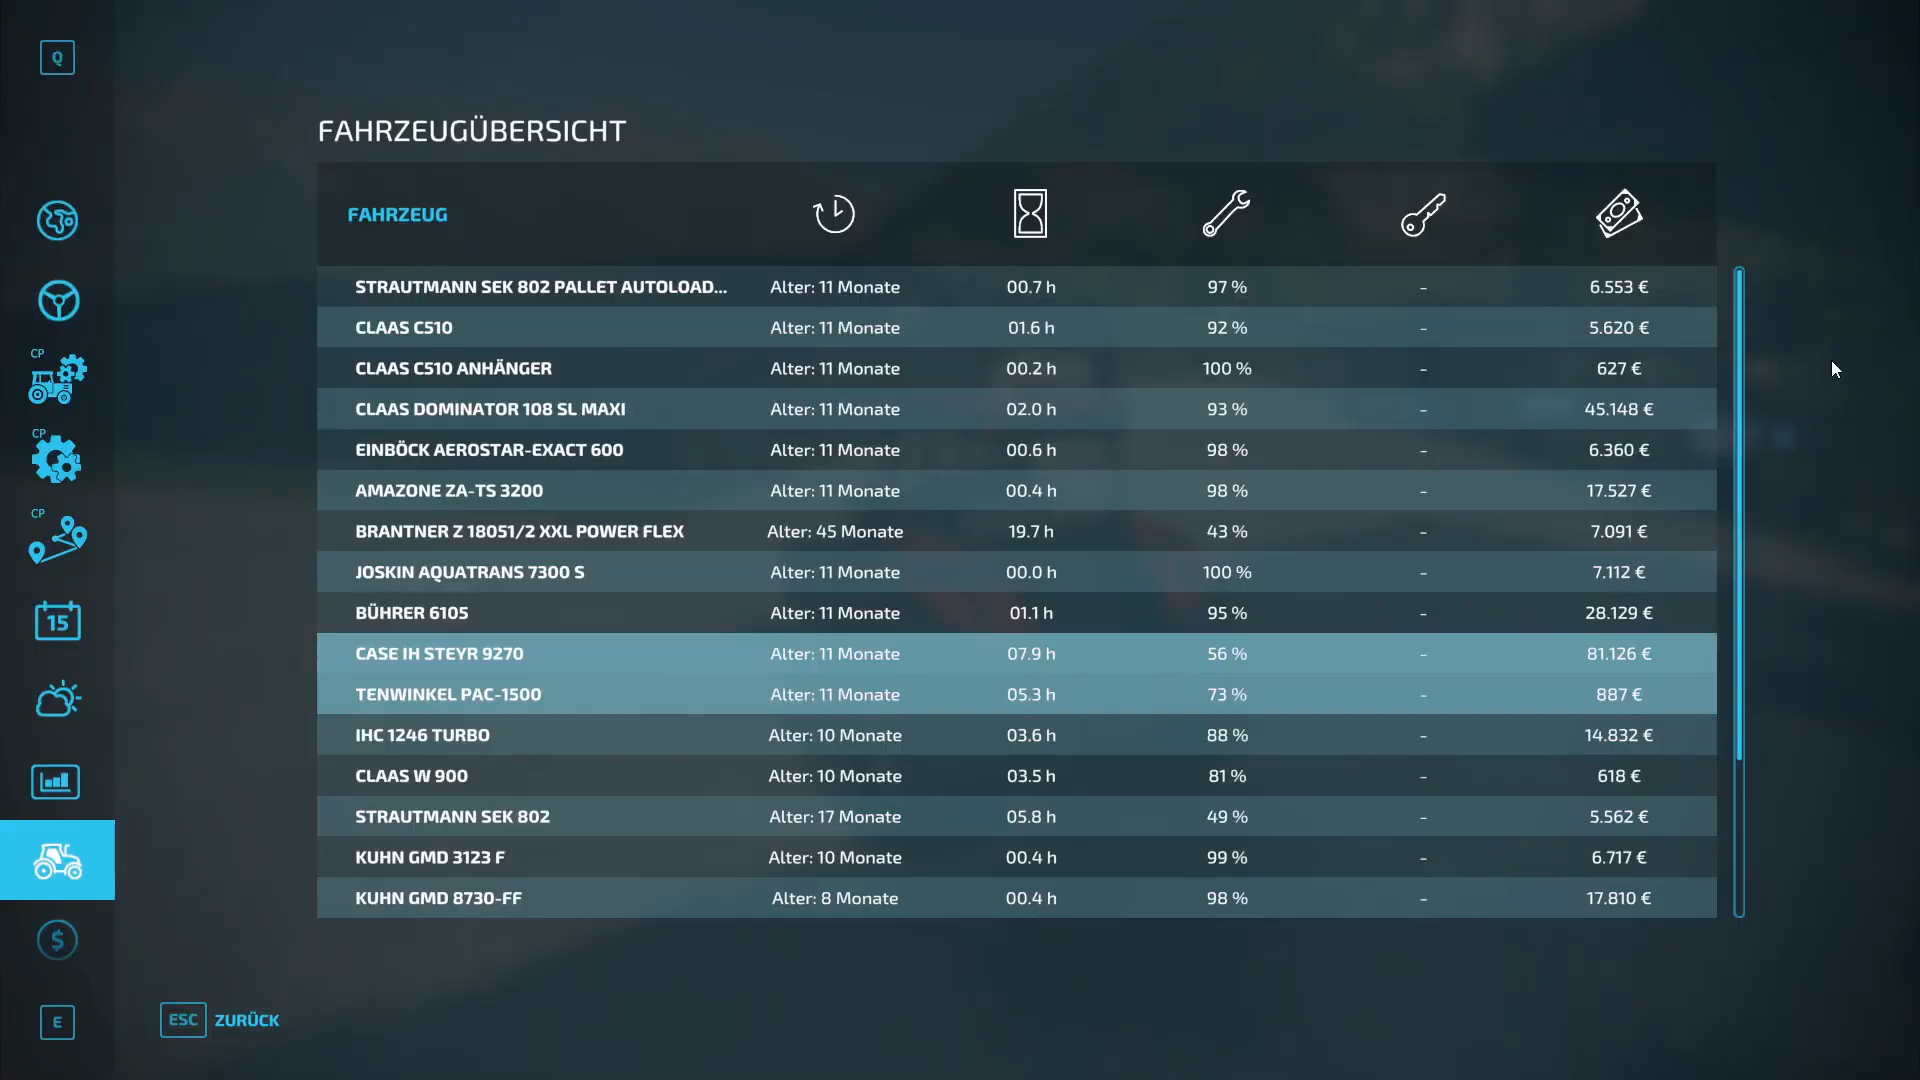 Q
FAHRZEUGÜBERSICHT
FAHRZEUG
STRAUTMANN SEK 802 PALLET AUTOLOAD... Alter: 11 Monate 00.7 h 97 % - 6.553 €
CLAAS C510 Alter: 11 Monate 01.6 h 92 % - 5.620 €
CLAAS C510 ANHÄNGER Alter: 11 Monate 00.2 h 100 % - 627 €
CLAAS DOMINATOR 108 SL MAXI Alter: 11 Monate 02.0 h 93 % - 45.148 €
EINBÖCK AEROSTAR-EXACT 600 Alter: 11 Monate 00.6 h 98 % - 6.360 €
AMAZONE ZA-TS 3200 Alter: 11 Monate 00.4 h 98 % - 17.527 €
BRANTNER Z 18051/2 XXL POWER FLEX Alter: 45 Monate 19.7 h 43 % - 7.091 €
JOSKIN AQUATRANS 7300 S Alter: 11 Monate 00.0 h 100 % - 7.112 €
BÜHRER 6105 Alter: 11 Monate 01.1 h 95 % - 28.129 €
CASE IH STEYR 9270 Alter: 11 Monate 07.9 h 56 % - 81.126 €
TENWINKEL PAC-1500 Alter: 11 Monate 05.3 h 73 % - 887 €
IHC 1246 TURBO Alter: 10 Monate 03.6 h 88 % - 14.832 €
CLAAS W 900 Alter: 10 Monate 03.5 h 81 % - 618 €
STRAUTMANN SEK 802 Alter: 17 Monate 05.8 h 49 % - 5.562 €
KUHN GMD 3123 F Alter: 10 Monate 00.4 h 99 % - 6.717 €
KUHN GMD 8730-FF Alter: 8 Monate 00.4 h 98 % - 17.810 €
CP
CP
CP
15
$
E
ESC ZURÜCK